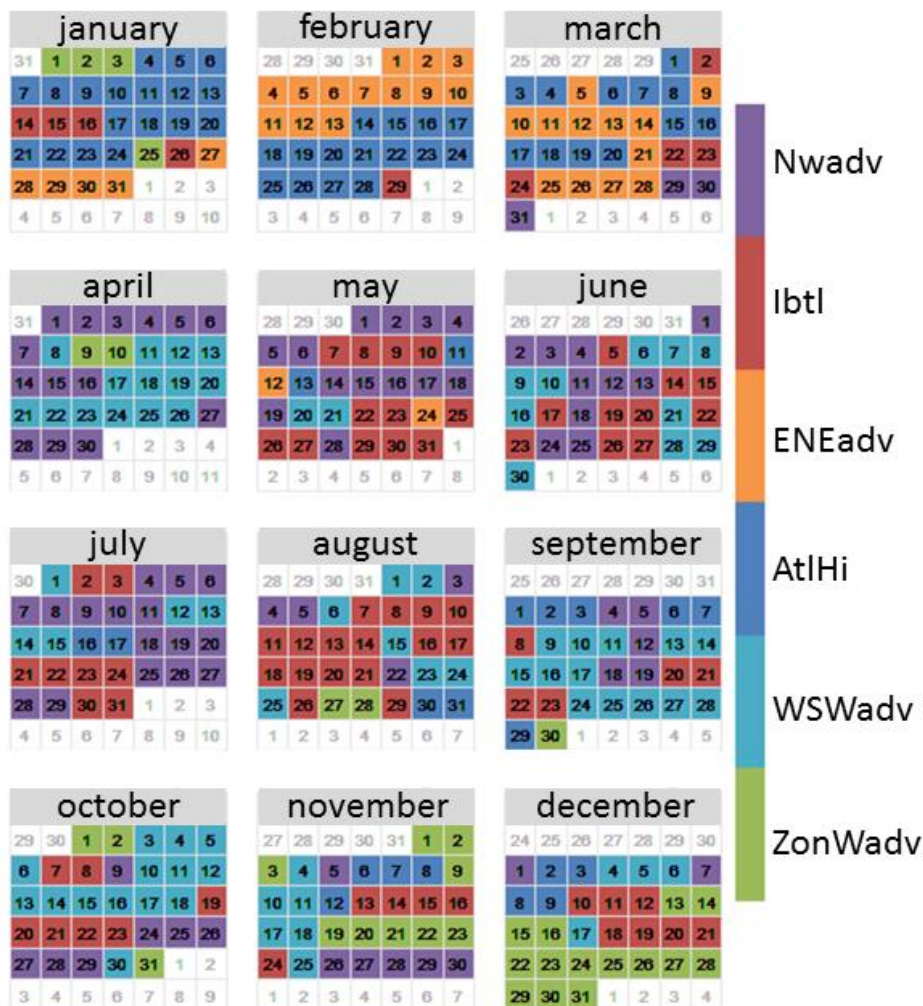 january
31 1 2 3 4 5 6
7 8 9 10 11 12 13
14 15 16 17 18 19 20
21 22 23 24 25 26 27
28 29 30 31 1 2 3
4 5 6 7 8 9 10
february
28 29 30 31 1 2 3
4 5 6 7 8 9 10
11 12 13 14 15 16 17
18 19 20 21 22 23 24
25 26 27 28 29 1 2
3 4 5 6 7 8 9
march
25 26 27 28 29 1 2
3 4 5 6 7 8 9
10 11 12 13 14 15 16
17 18 19 20 21 22 23
24 25 26 27 28 29 30
31 1 2 3 4 5 6
april
31 1 2 3 4 5 6
7 8 9 10 11 12 13
14 15 16 17 18 19 20
21 22 23 24 25 26 27
28 29 30 1 2 3 4
5 6 7 8 9 10 11
may
28 29 30 1 2 3 4
5 6 7 8 9 10 11
12 13 14 15 16 17 18
19 20 21 22 23 24 25
26 27 28 29 30 31 1
2 3 4 5 6 7 8
june
26 27 28 29 30 31 1
2 3 4 5 6 7 8
9 10 11 12 13 14 15
16 17 18 19 20 21 22
23 24 25 26 27 28 29
30 1 2 3 4 5 6
july
30 1 2 3 4 5 6
7 8 9 10 11 12 13
14 15 16 17 18 19 20
21 22 23 24 25 26 27
28 29 30 31 1 2 3
4 5 6 7 8 9 10
august
28 29 30 31 1 2 3
4 5 6 7 8 9 10
11 12 13 14 15 16 17
18 19 20 21 22 23 24
25 26 27 28 29 30 31
1 2 3 4 5 6 7
september
25 26 27 28 29 30 31
1 2 3 4 5 6 7
8 9 10 11 12 13 14
15 16 17 18 19 20 21
22 23 24 25 26 27 28
29 30 1 2 3 4 5
october
29 30 1 2 3 4 5
6 7 8 9 10 11 12
13 14 15 16 17 18 19
20 21 22 23 24 25 26
27 28 29 30 31 1 2
3 4 5 6 7 8 9
november
27 28 29 30 31 1 2
3 4 5 6 7 8 9
10 11 12 13 14 15 16
17 18 19 20 21 22 23
24 25 26 27 28 29 30
1 2 3 4 5 6 7
december
24 25 26 27 28 29 30
1 2 3 4 5 6 7
8 9 10 11 12 13 14
15 16 17 18 19 20 21
22 23 24 25 26 27 28
29 30 31 1 2 3 4
Nwadv
Ibtl
ENEadv
AtlHi
WSWadv
ZonWadv